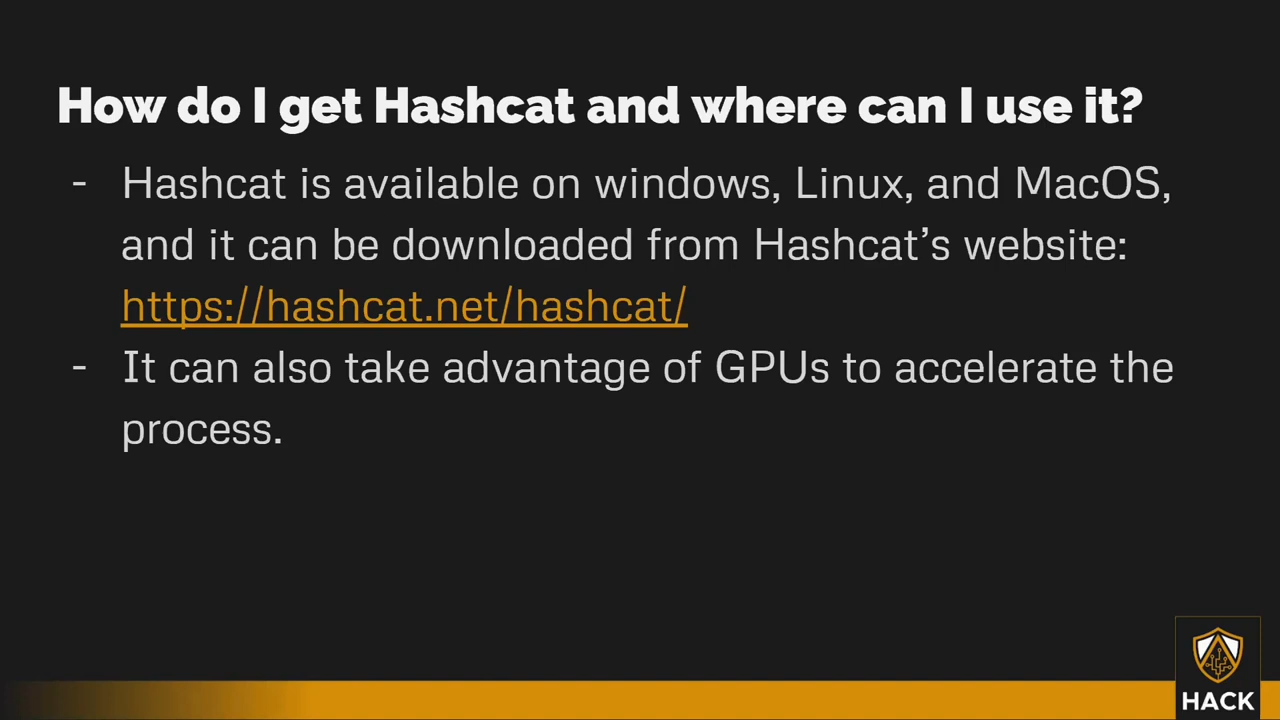 How do I get Hashcat and where can I use it?
- Hashcat is available on windows, Linux, and MacOS,
and it can be downloaded from Hashcat’s website:
https://hashcat.net/hashcat/
- It can also take advantage of GPUs to accelerate the
process.
HACK